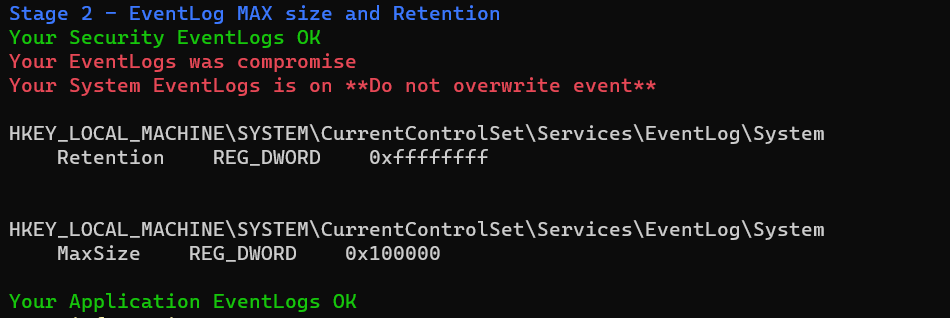 Stage 2 - EventLog MAX size and Retention
Your Security EventLogs OK
Your EventLogs was compromise
Your System EventLogs is on **Do not overwrite event**
HKEY_LOCAL_MACHINE\SYSTEM\CurrentControlSet\Services\EventLog\System
Retention    REG_DWORD    0xffffffff
HKEY_LOCAL_MACHINE\SYSTEM\CurrentControlSet\Services\EventLog\System
MaxSize    REG_DWORD    0x100000
Your Application EventLogs OK